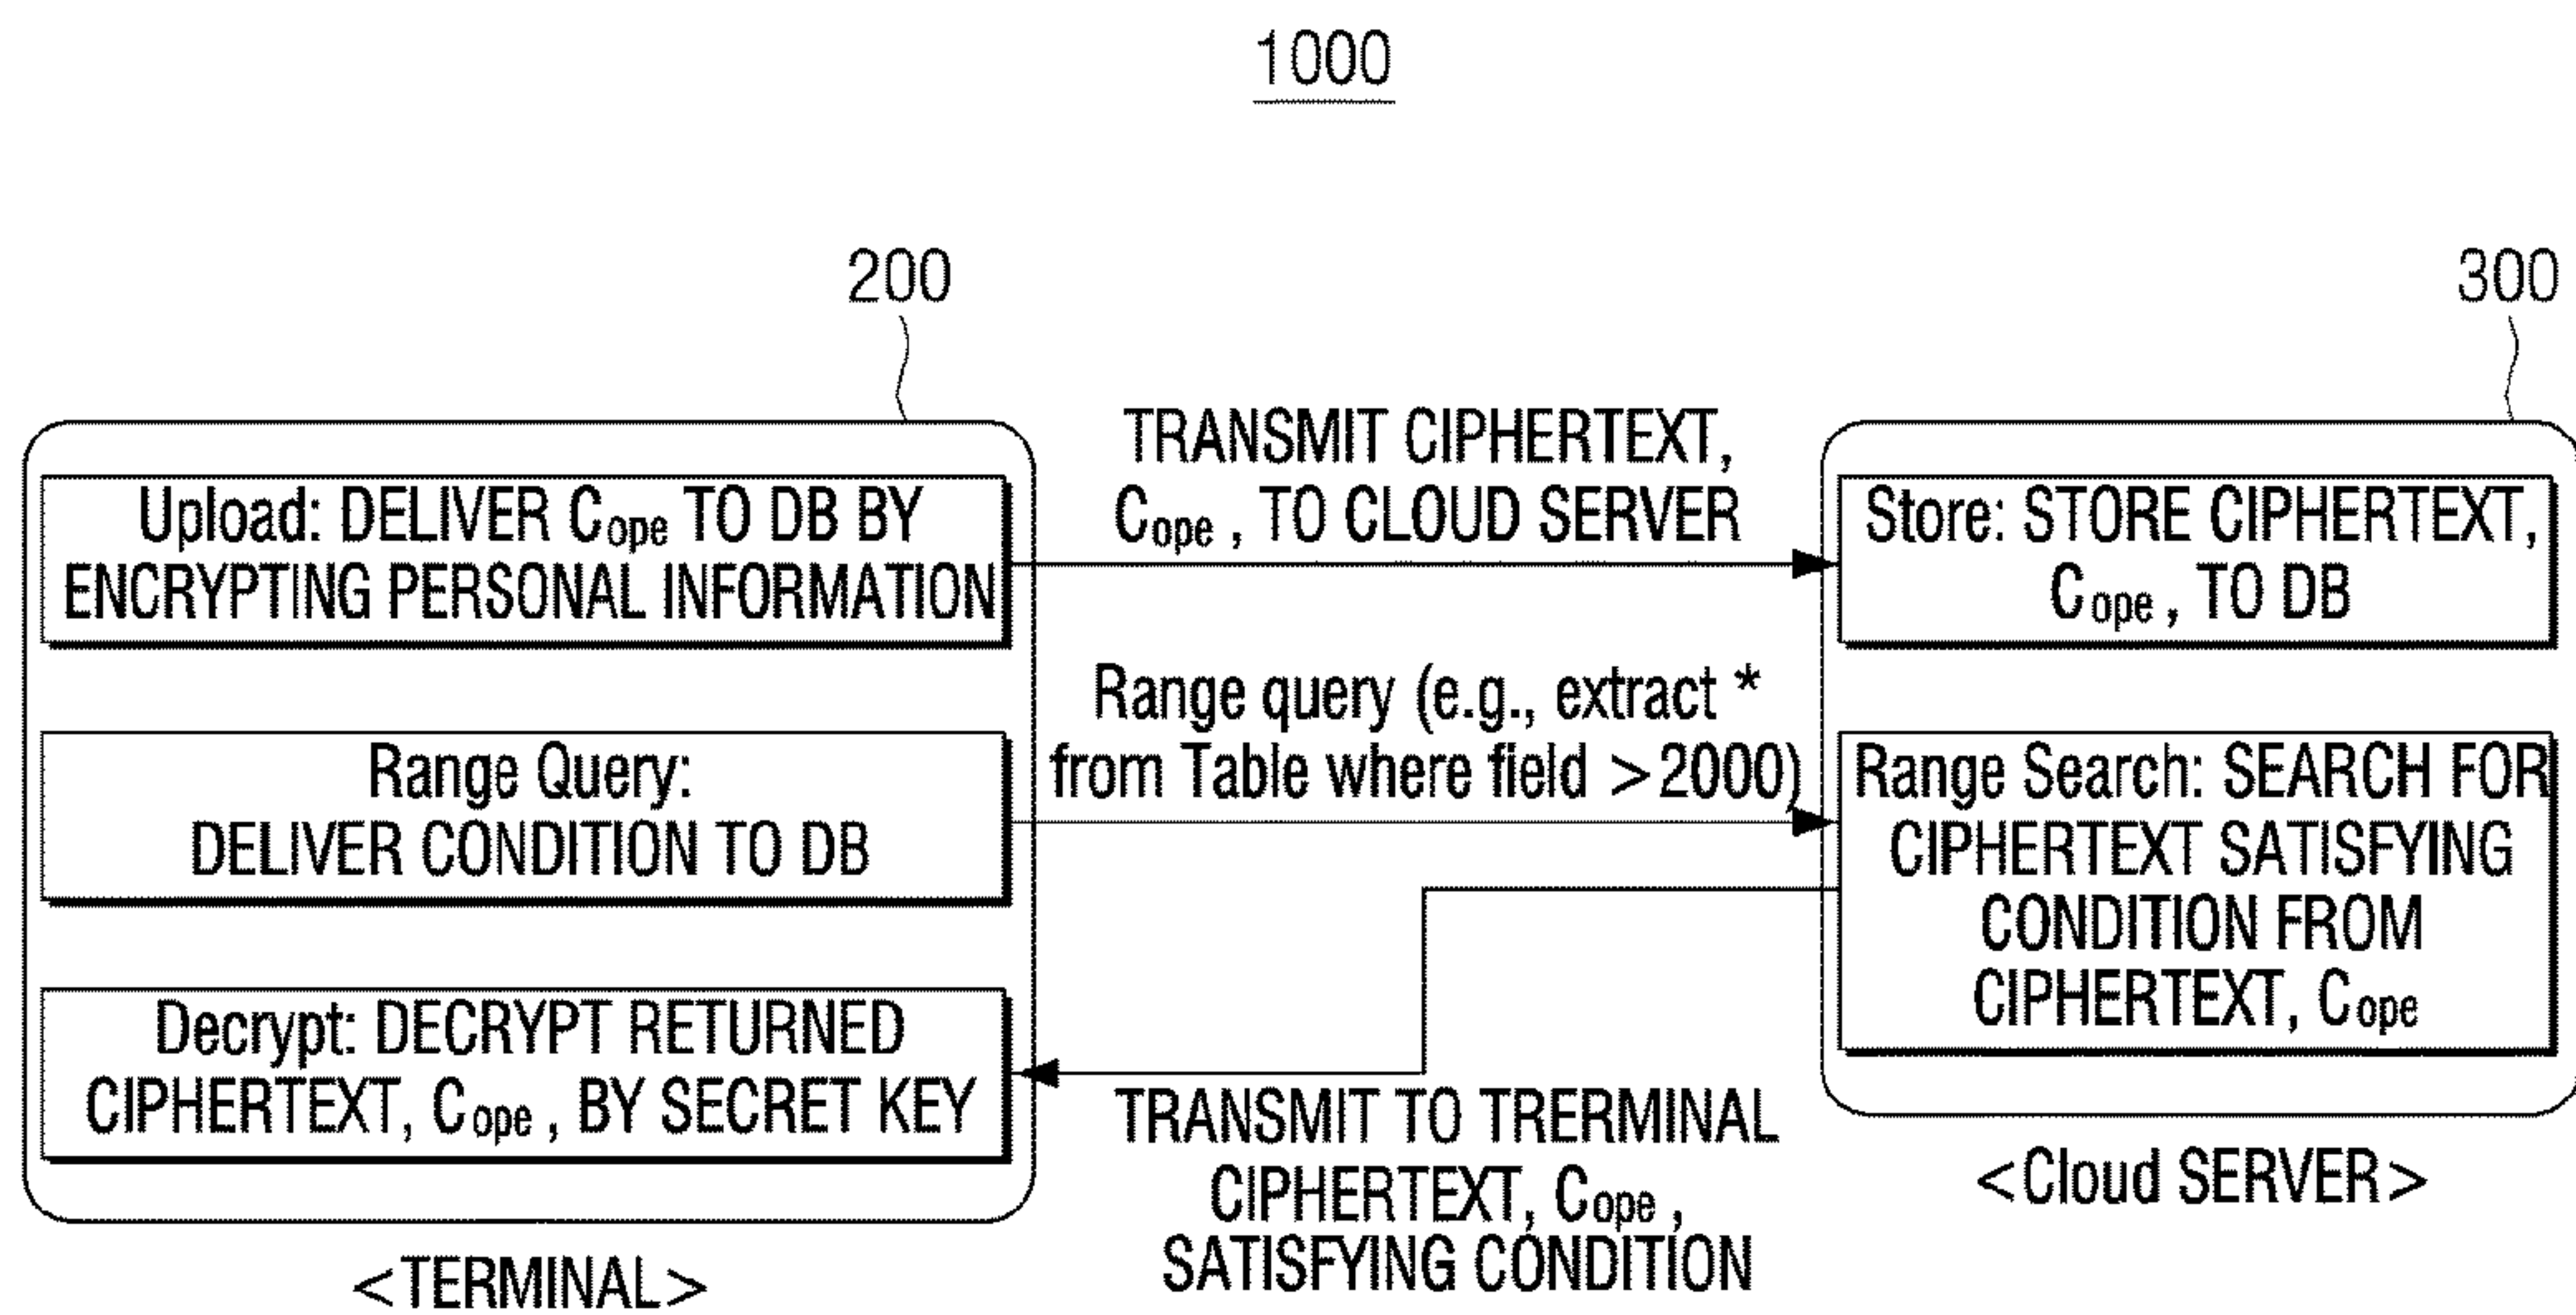 1000
200
300
Upload: DELIVER Cope TO DB BY
ENCRYPTING PERSONAL INFORMATION
Range Query:
DELIVER CONDITION TO DB
Decrypt: DECRYPT RETURNED
CIPHERTEXT, Cope , BY SECRET KEY
<TERMINAL>
TRANSMIT CIPHERTEXT,
Cope , TO CLOUD SERVER
Range query (e.g., extract *
from Table where field >2000)
TRANSMIT TO TRERMINAL
CIPHERTEXT, Cope ,
SATISFYING CONDITION
Store: STORE CIPHERTEXT,
Cope , TO DB
Range Search: SEARCH FOR
CIPHERTEXT SATISFYING
CONDITION FROM
CIPHERTEXT, Cope
<Cloud SERVER>